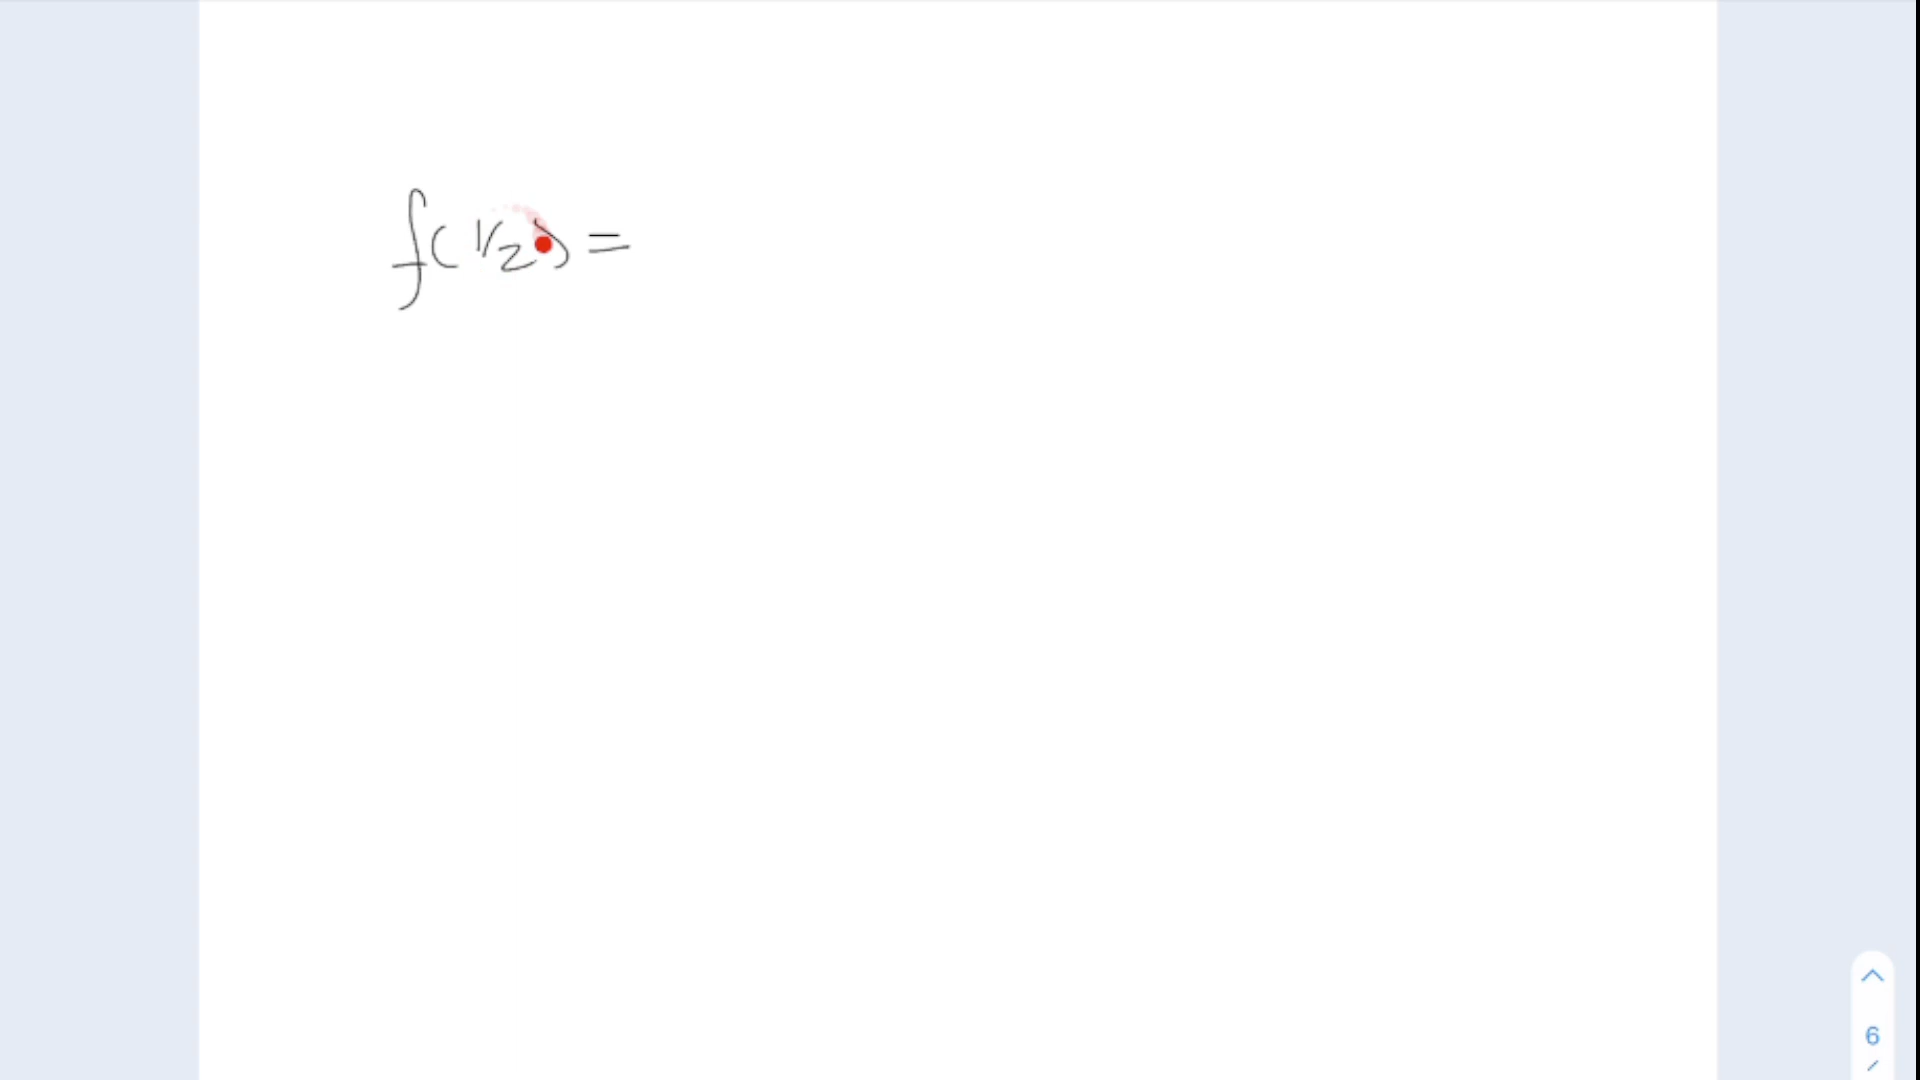 f(1/2) =
6